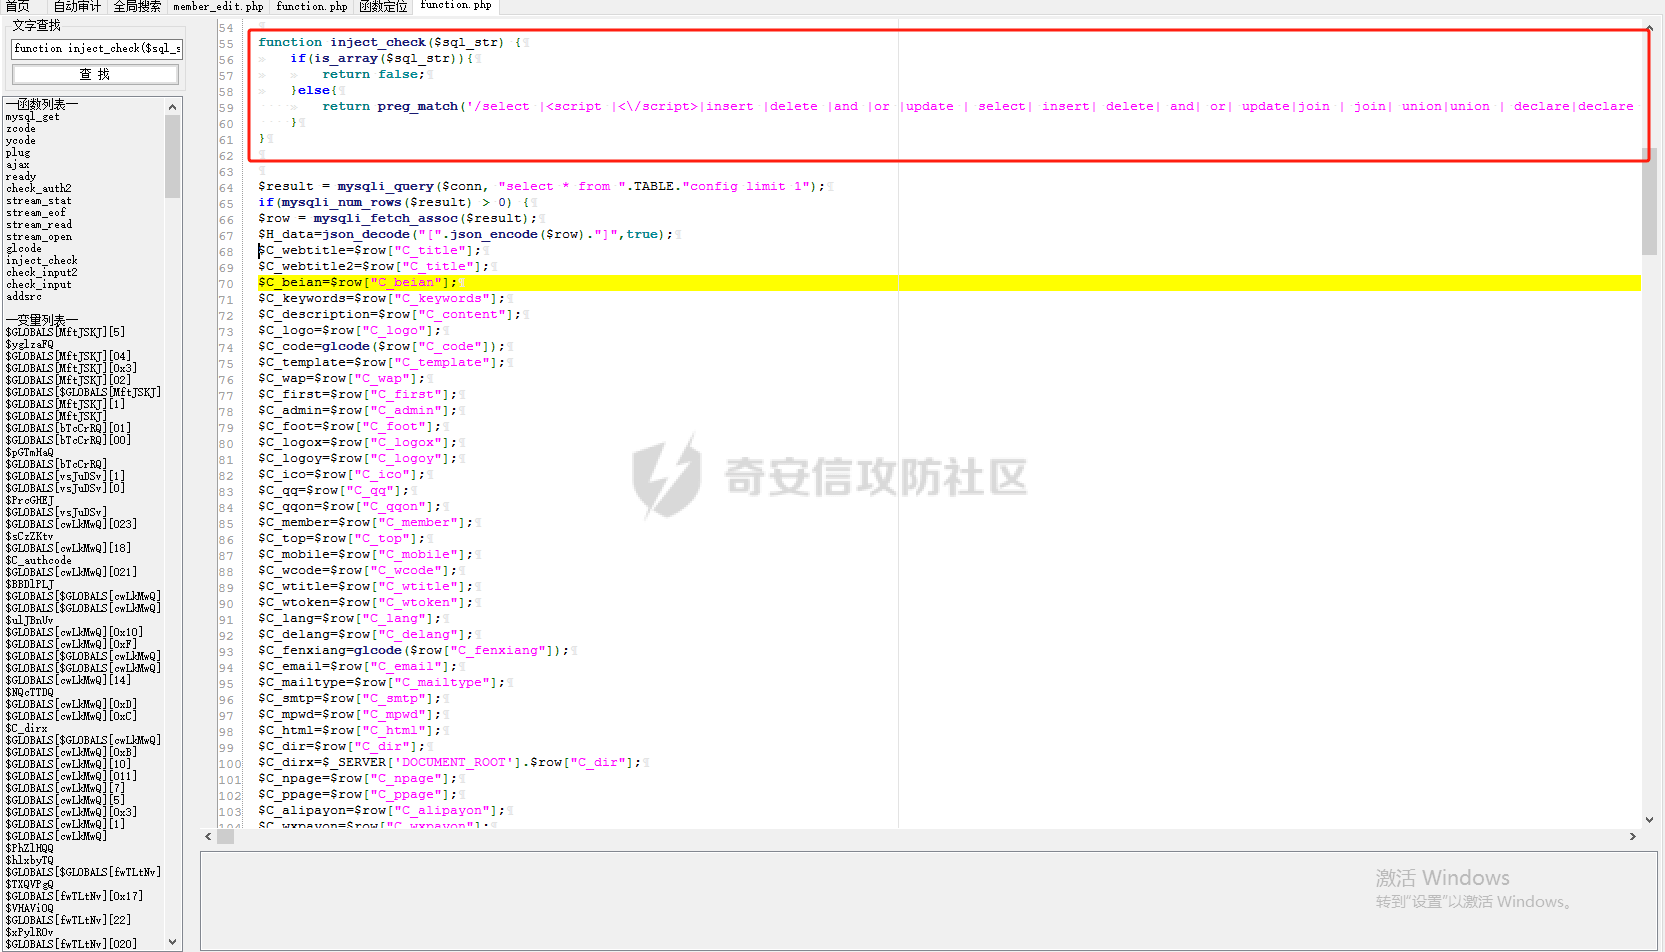 首页 自动审计 全局搜索 member_edit.php function.php 函数定位 function.php
文字查找
function inject_check($sql_s
查 找
—函数列表—
mysql_get
zcode
ycode
plug
ajax
ready
check_auth2
stream_stat
stream_eof
stream_read
stream_open
glcode
inject_check
check_input2
check_input
addsrc
—变量列表—
$GLOBALS[MftJSKJ][5]
$yglzaFQ
$GLOBALS[MftJSKJ][04]
$GLOBALS[MftJSKJ][0x3]
$GLOBALS[MftJSKJ][02]
$GLOBALS[$GLOBALS[MftJSKJ]
$GLOBALS[MftJSKJ][1]
$GLOBALS[MftJSKJ]
$GLOBALS[bTcCrRQ][01]
$GLOBALS[bTcCrRQ][00]
$pGTmHaQ
$GLOBALS[bTcCrRQ]
$GLOBALS[vsJuDSv][1]
$GLOBALS[vsJuDSv][0]
$PrcGHEJ
$GLOBALS[vsJuDSv]
$GLOBALS[cwLkMwQ][023]
$sCzZKtv
$GLOBALS[cwLkMwQ][18]
$C_authcode
$GLOBALS[cwLkMwQ][021]
$BBDlPLJ
$GLOBALS[$GLOBALS[cwLkMwQ]
$GLOBALS[$GLOBALS[cwLkMwQ]
$ulJBnUv
$GLOBALS[cwLkMwQ][0x10]
$GLOBALS[cwLkMwQ][0xF]
$GLOBALS[$GLOBALS[cwLkMwQ]
$GLOBALS[$GLOBALS[cwLkMwQ]
$GLOBALS[cwLkMwQ][14]
$NQcTTDQ
$GLOBALS[cwLkMwQ][0xD]
$GLOBALS[cwLkMwQ][0xC]
$C_dirx
$GLOBALS[$GLOBALS[cwLkMwQ]
$GLOBALS[cwLkMwQ][0xB]
$GLOBALS[cwLkMwQ][10]
$GLOBALS[cwLkMwQ][011]
$GLOBALS[cwLkMwQ][7]
$GLOBALS[cwLkMwQ][5]
$GLOBALS[cwLkMwQ][0x3]
$GLOBALS[cwLkMwQ][1]
$GLOBALS[cwLkMwQ]
$PhZlHQQ
$hlxbyTQ
$GLOBALS[$GLOBALS[fwTLtNv]
$TXQVPgQ
$GLOBALS[fwTLtNv][0x17]
$VHAViOQ
$GLOBALS[fwTLtNv][22]
$xPylROv
$GLOBALS[fwTLtNv][020]
54
55 function inject_check($sql_str) {
56 if(is_array($sql_str)){
57 return false;
58 }else{
59 return preg_match('/select |<script |<\/script>|insert |delete |and |or |update | select| insert| delete| and| or| update|join | join| union|union | declare|declare
60 }
61 }
62
63
64 $result = mysqli_query($conn, "select * from ".TABLE."config limit 1");
65 if(mysqli_num_rows($result) > 0) {
66 $row = mysqli_fetch_assoc($result);
67 $H_data=json_decode("[".json_encode($row)."]",true);
68 $C_webtitle=$row["C_title"];
69 $C_webtitle2=$row["C_title"];
70 $C_beian=$row["C_beian"];
71 $C_keywords=$row["C_keywords"];
72 $C_description=$row["C_content"];
73 $C_logo=$row["C_logo"];
74 $C_code=glcode($row["C_code"]);
75 $C_template=$row["C_template"];
76 $C_wap=$row["C_wap"];
77 $C_first=$row["C_first"];
78 $C_admin=$row["C_admin"];
79 $C_foot=$row["C_foot"];
80 $C_logox=$row["C_logox"];
81 $C_logoy=$row["C_logoy"];
82 $C_ico=$row["C_ico"];
83 $C_qq=$row["C_qq"];
84 $C_qqon=$row["C_qqon"];
85 $C_member=$row["C_member"];
86 $C_top=$row["C_top"];
87 $C_mobile=$row["C_mobile"];
88 $C_wcode=$row["C_wcode"];
89 $C_wtitle=$row["C_wtitle"];
90 $C_wtoken=$row["C_wtoken"];
91 $C_lang=$row["C_lang"];
92 $C_delang=$row["C_delang"];
93 $C_fenxiang=glcode($row["C_fenxiang"]);
94 $C_email=$row["C_email"];
95 $C_mailtype=$row["C_mailtype"];
96 $C_smtp=$row["C_smtp"];
97 $C_mpwd=$row["C_mpwd"];
98 $C_html=$row["C_html"];
99 $C_dir=$row["C_dir"];
100 $C_dirx=$_SERVER['DOCUMENT_ROOT'].$row["C_dir"];
101 $C_npage=$row["C_npage"];
102 $C_ppage=$row["C_ppage"];
103 $C_alipayon=$row["C_alipayon"];
104 $C_wxpayon=$row["C_wxpayon"];
奇安信攻防社区
激活 Windows
转到“设置”以激活 Windows。